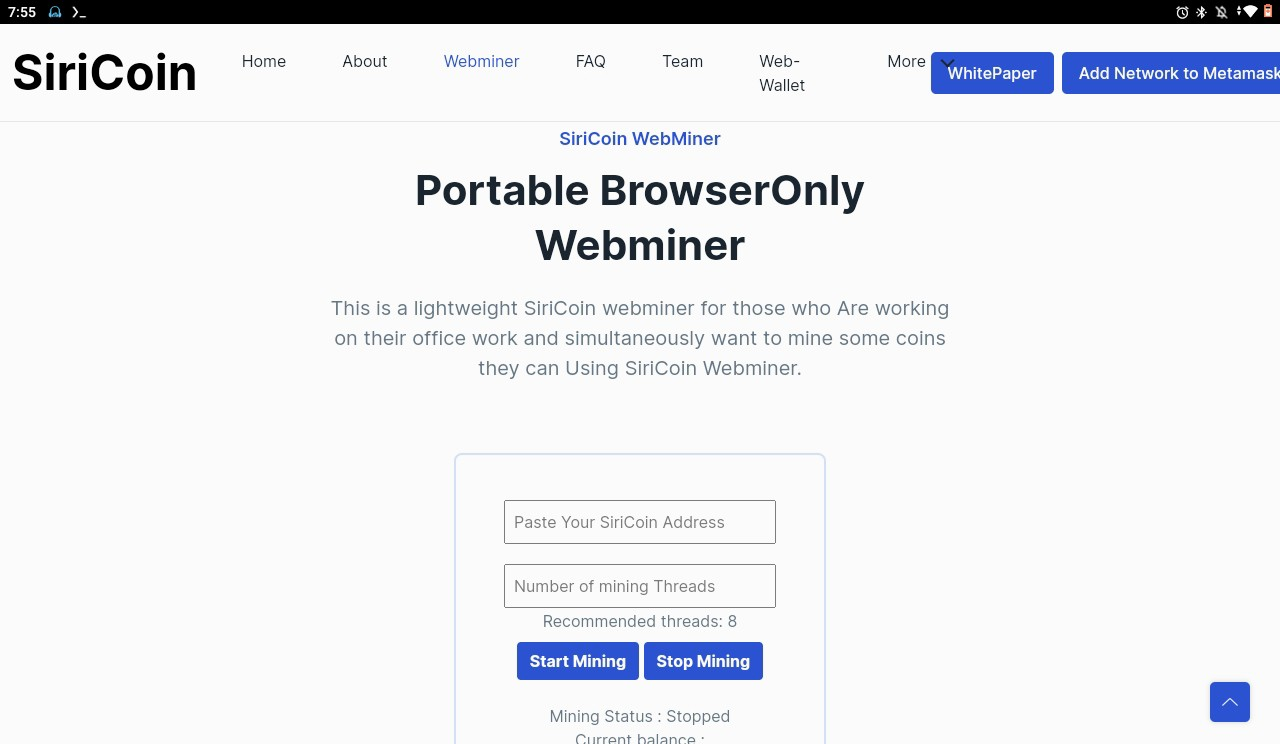 7:55
SiriCoin
Home
About
Webminer
FAQ
Team
Web-
Wallet
More
WhitePaper
Add Network to Metamask
SiriCoin WebMiner
Portable BrowserOnly
Webminer
This is a lightweight SiriCoin webminer for those who Are working
on their office work and simultaneously want to mine some coins
they can Using SiriCoin Webminer.
Paste Your SiriCoin Address
Number of mining Threads
Recommended threads: 8
Start Mining
Stop Mining
Mining Status : Stopped
Current balance :